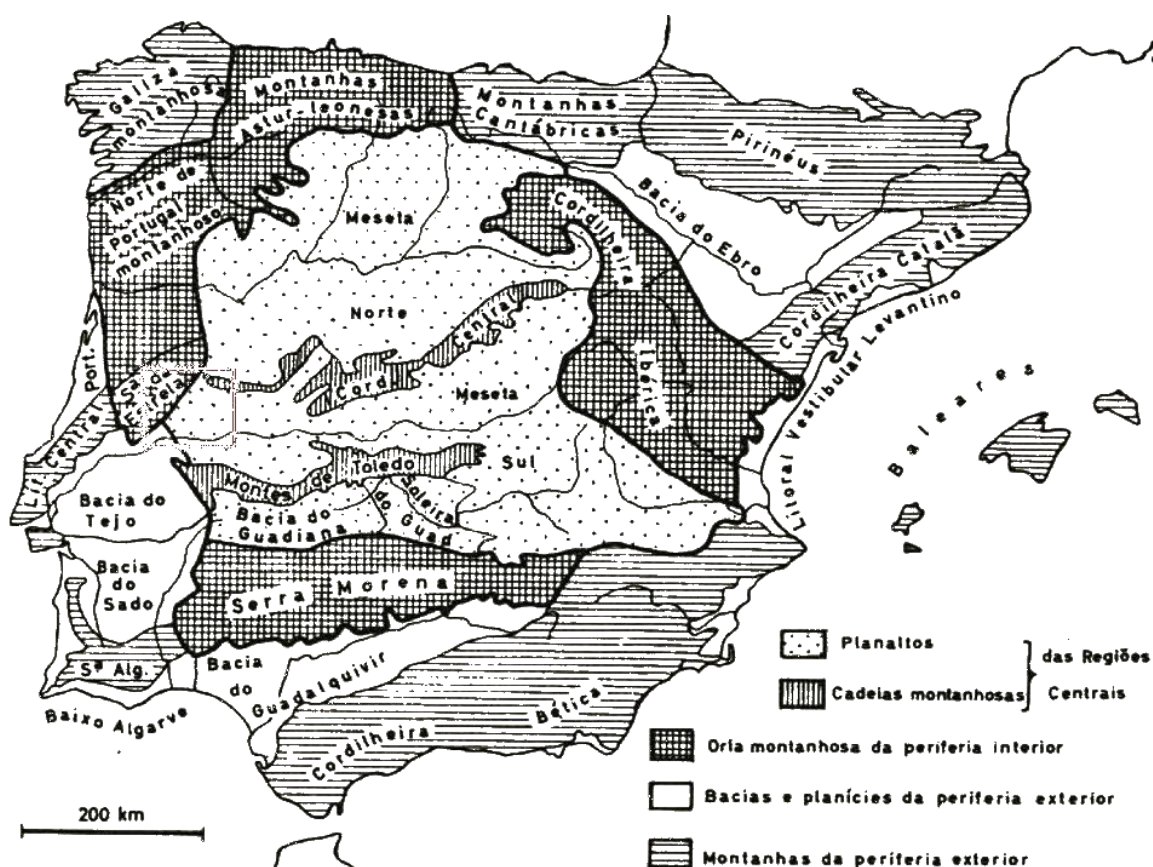 Galiza
montanhosa
Montanhas
Astur-leonesas
Montanhas
Cantábricas
Pirinéus
Norte de
Portugal
montanhoso
Meseta
Norte
Cordilheira
Ibérica
Bacia do Ebro
Cordilheira Catalã
Litoral Vestibular Levantino
Baleares
Port.
Central
Lit.
Sª da
Estrela
Cord.
Central
Meseta
Sul
Montes de Toledo
Bacia do
Tejo
Bacia do
Guadiana
Soleira
do Guad
Bacia
do
Sado
Serra Morena
Sª Alg.
Bacia
do
Guadalquivir
Baixo Algarve
Cordilheira Bética
Planaltos
Cadeias montanhosas
das Regiões
Centrais
Orla montanhosa da periferia interior
Bacias e planícies da periferia exterior
Montanhas da periferia exterior
200 km